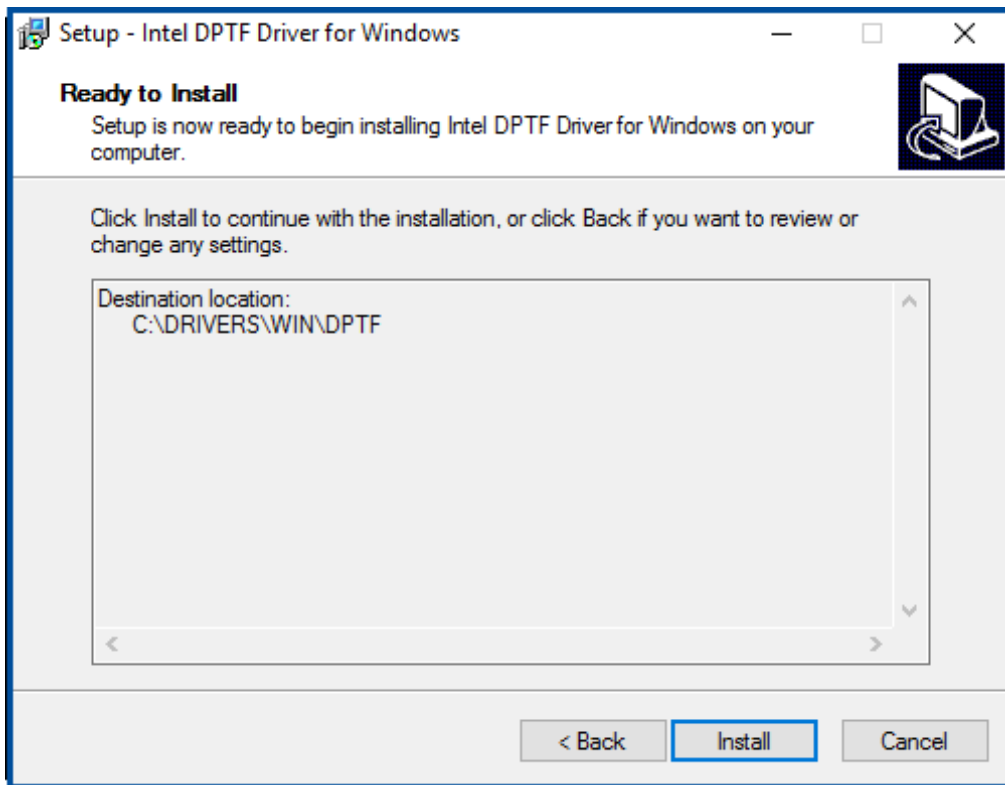 Setup - Intel DPTF Driver for Windows
Ready to Install
Setup is now ready to begin installing Intel DPTF Driver for Windows on your
computer.
Click Install to continue with the installation, or click Back if you want to review or
change any settings.
Destination location:
C:\DRIVERS\WIN\DPTF
< Back
Install
Cancel